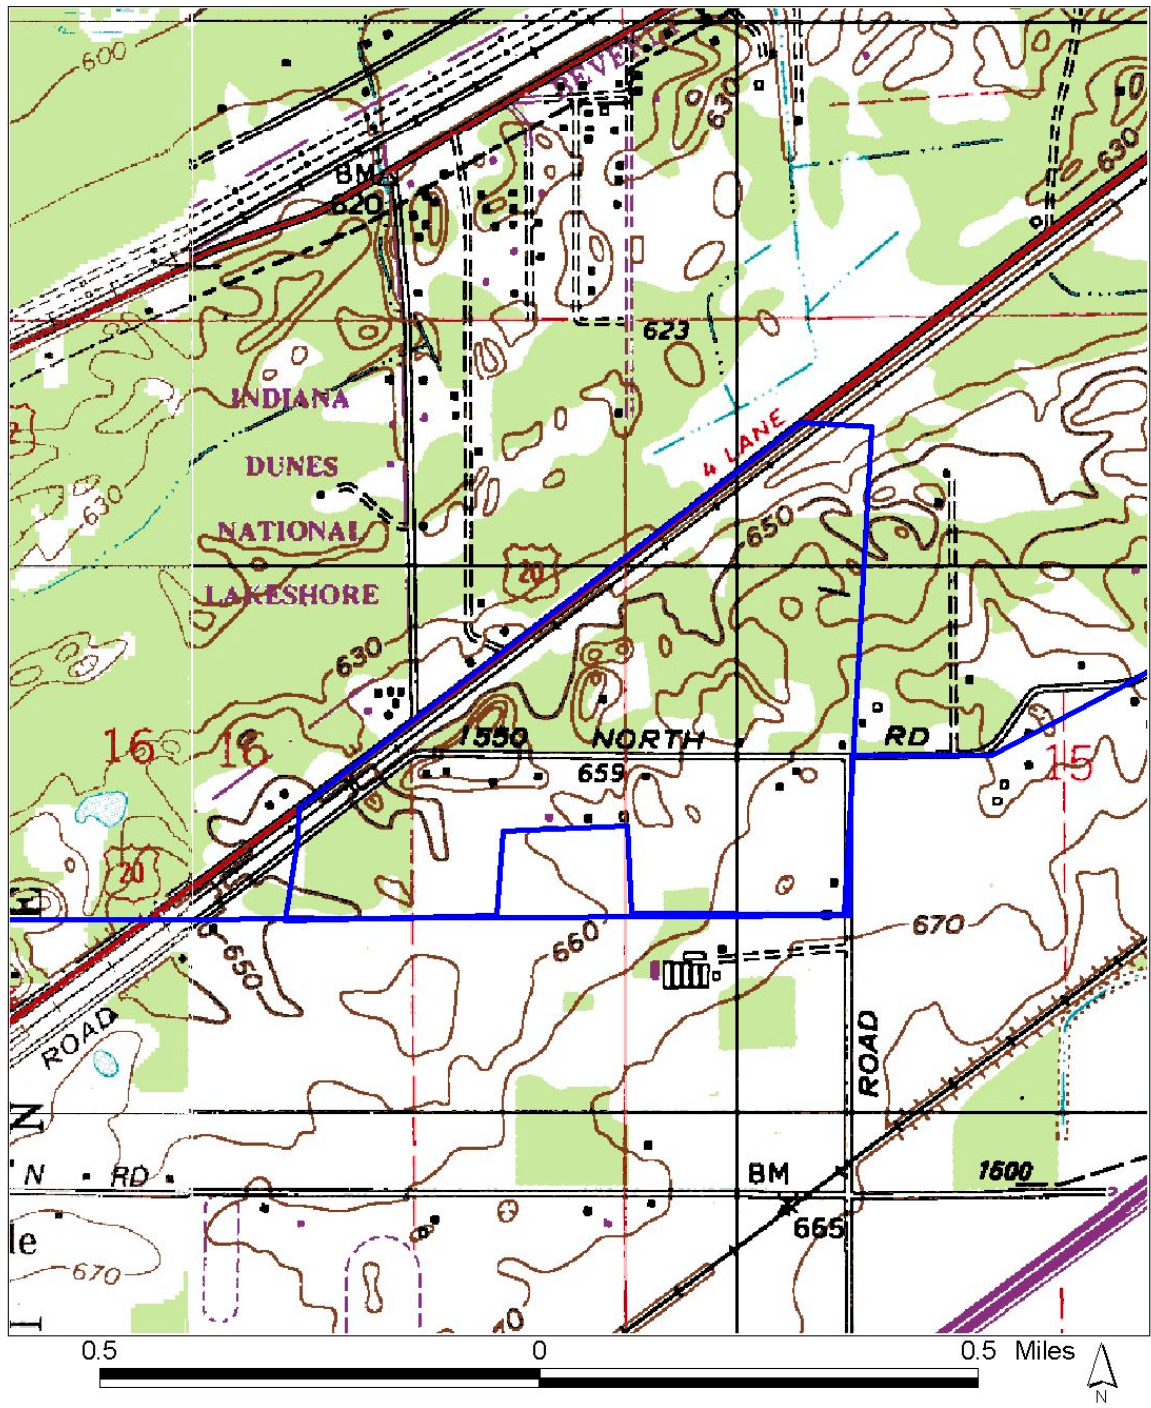 600
BEVERLY
630
630
BM
620
623
INDIANA
DUNES
NATIONAL
LAKESHORE
4 LANE
650
630
20
630
16
16
1550 NORTH RD
659
15
20
E
650
660
670
ROAD
ROAD
N
N RD
BM
1600
665
le
670
0.5 0 0.5 Miles
N